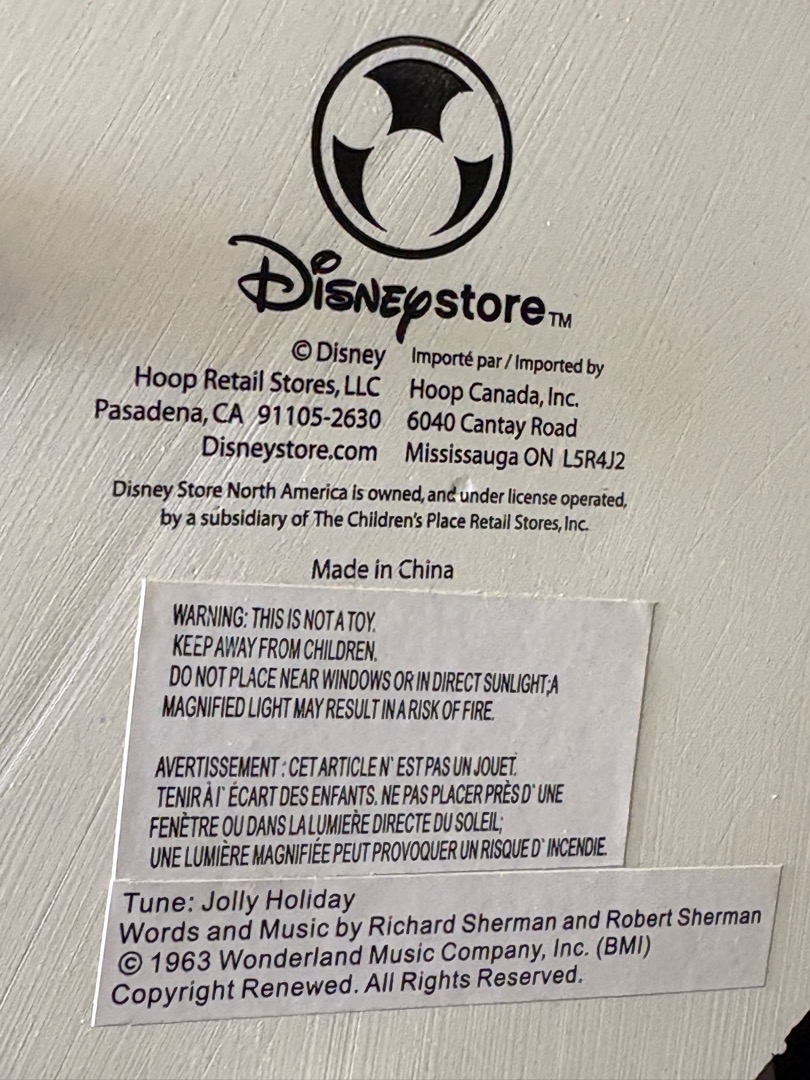 Disney store™
© Disney
Hoop Retail Stores, LLC
Pasadena, CA 91105-2630
Disneystore.com
Importé par / Imported by
Hoop Canada, Inc.
6040 Cantay Road
Mississauga ON L5R4J2
Disney Store North America is owned, and under license operated,
by a subsidiary of The Children's Place Retail Stores, Inc.
Made in China
WARNING: THIS IS NOT A TOY.
KEEP AWAY FROM CHILDREN.
DO NOT PLACE NEAR WINDOWS OR IN DIRECT SUNLIGHT;A
MAGNIFIED LIGHT MAY RESULT IN A RISK OF FIRE.
AVERTISSEMENT : CET ARTICLE N' EST PAS UN JOUET.
TENIR À l' ÉCART DES ENFANTS. NE PAS PLACER PRÈS D' UNE
FENÈTRE OU DANS LA LUMIÈRE DIRECTE DU SOLEIL;
UNE LUMIÈRE MAGNIFIÉE PEUT PROVOQUER UN RISQUE D' INCENDIE.
Tune: Jolly Holiday
Words and Music by Richard Sherman and Robert Sherman
© 1963 Wonderland Music Company, Inc. (BMI)
Copyright Renewed. All Rights Reserved.